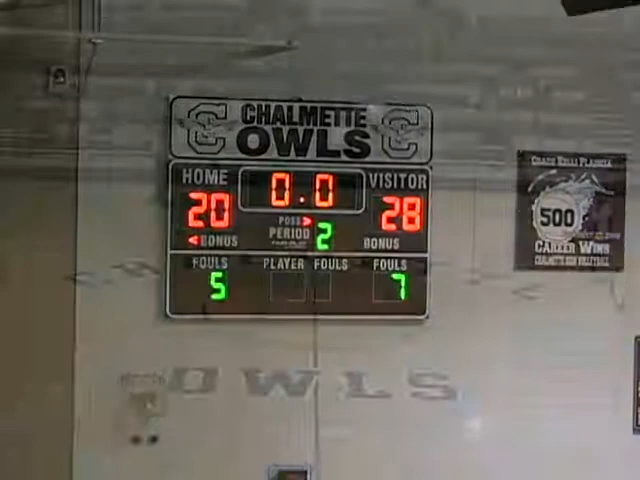 CHALMETTE
OWLS
C C
HOME 0.0 VISITOR
20 28
POSS
PERIOD 2
BONUS BONUS
FOULS PLAYER FOULS FOULS
5 7
500
CAREER WINS
OWLS